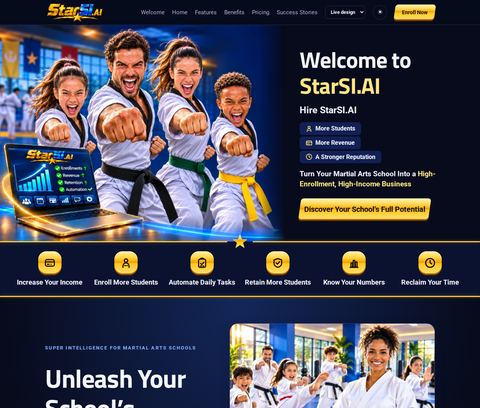 StarSI.AI
Welcome Home Features Benefits Pricing Success Stories
Live design
Enroll Now
Welcome to
StarSI.AI
Hire StarSI.AI
More Students
More Revenue
A Stronger Reputation
Turn Your Martial Arts School Into a High-
Enrollment, High-Income Business
Discover Your School's Full Potential
StarSI.AI
Enrollments
Revenue
Retention
Automation
Increase Your Income
Enroll More Students
Automate Daily Tasks
Retain More Students
Know Your Numbers
Reclaim Your Time
SUPER INTELLIGENCE FOR MARTIAL ARTS SCHOOLS
Unleash Your
School's